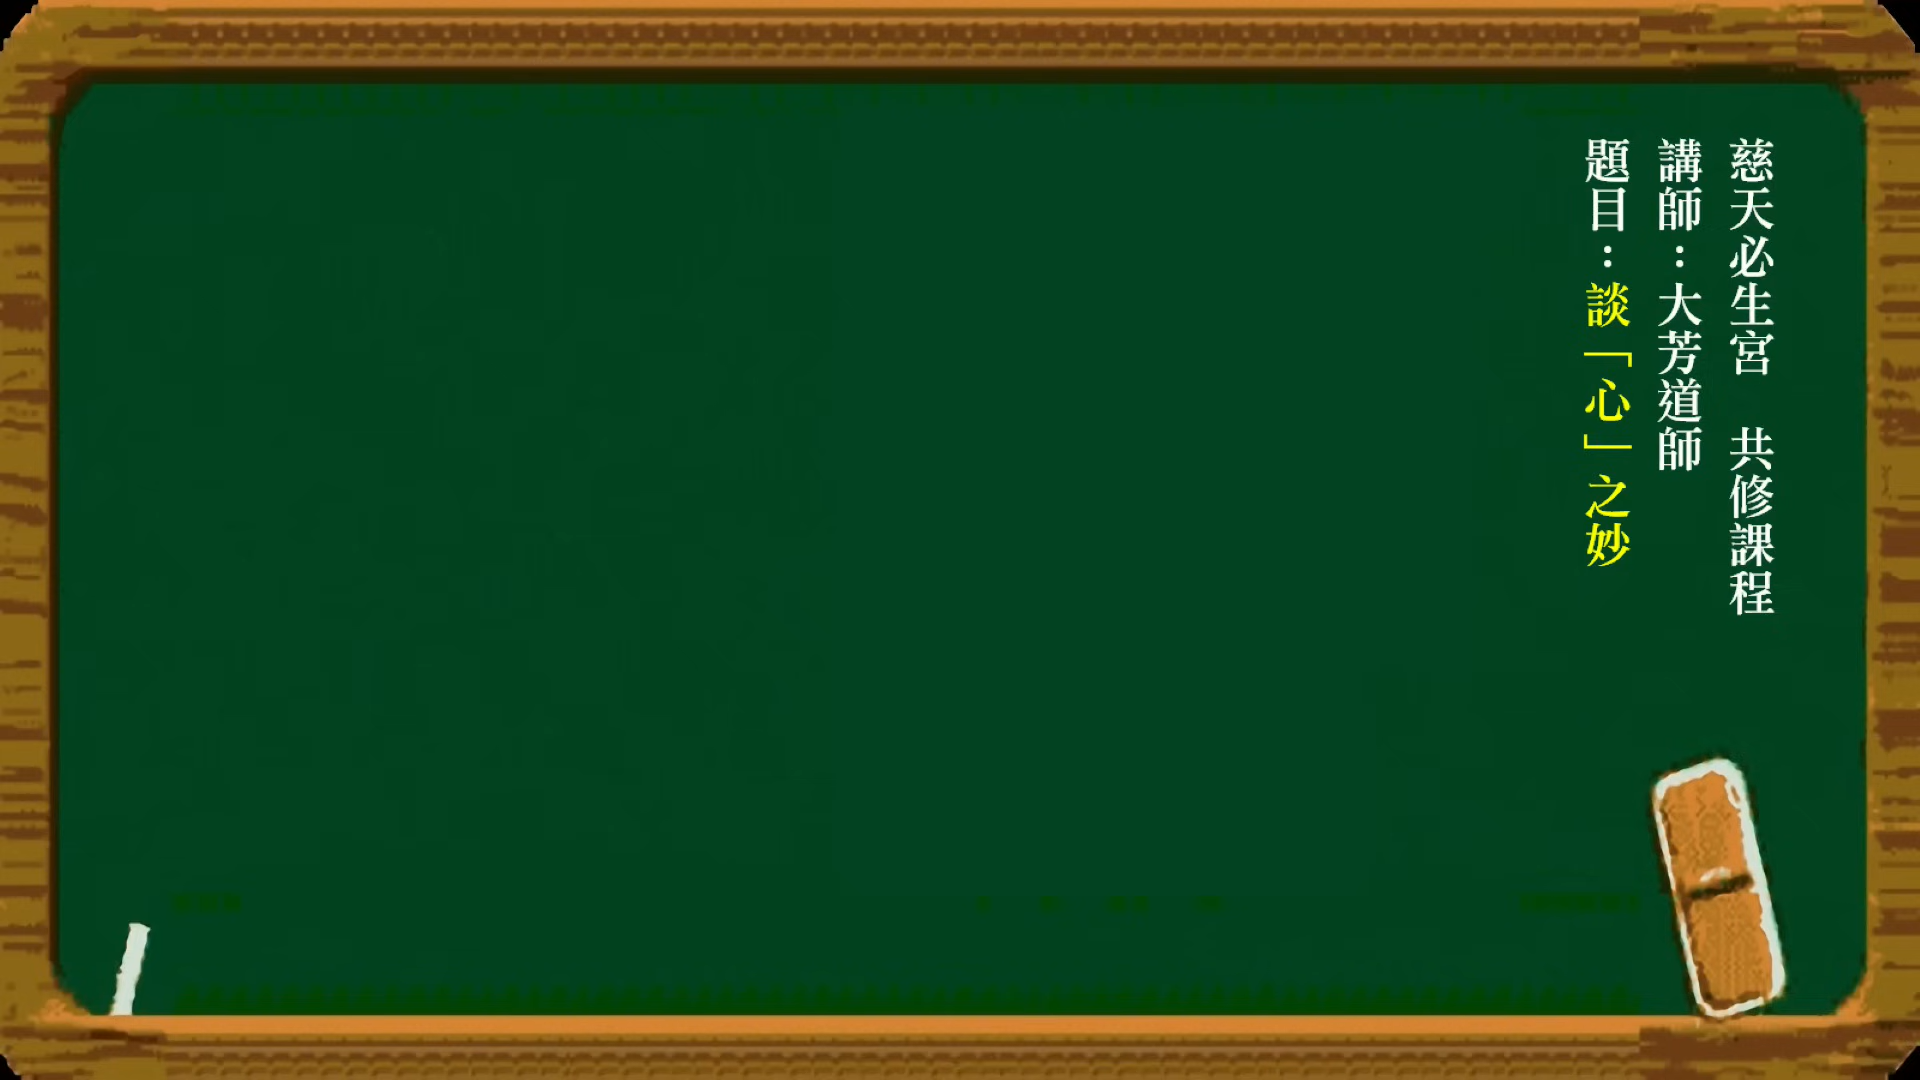 慈天必生宮　共修課程
講師：大芳道師
題目：談「心」之妙